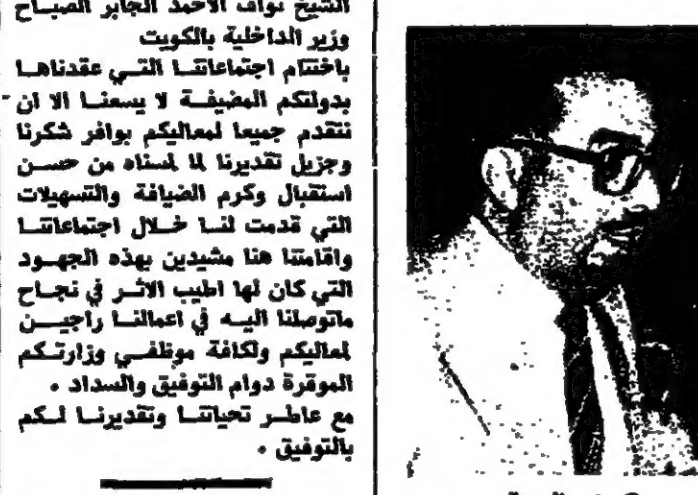 الشيخ نواف الاحمد الجابر الصباح
وزير الداخلية بالكويت
باختتام اجتماعاتنا التي عقدناها
بدولتكم المضيفة لا يسعنا الا ان
نتقدم جميعا لمعاليكم بوافر شكرنا
وجزيل تقديرنا لما لمسناه من حسن
استقبال وكرم الضيافة والتسهيلات
التي قدمت لنا خلال اجتماعاتنا
واقامتنا هنا مشيدين بهذه الجهود
التي كان لها اطيب الاثر في نجاح
ماتوصلنا اليه في اعمالنا راجين
لمعاليكم ولكافة موظفي وزارتكم
الموقرة دوام التوفيق والسداد .
مع عاطر تحياتنا وتقديرنا لكم
بالتوفيق .